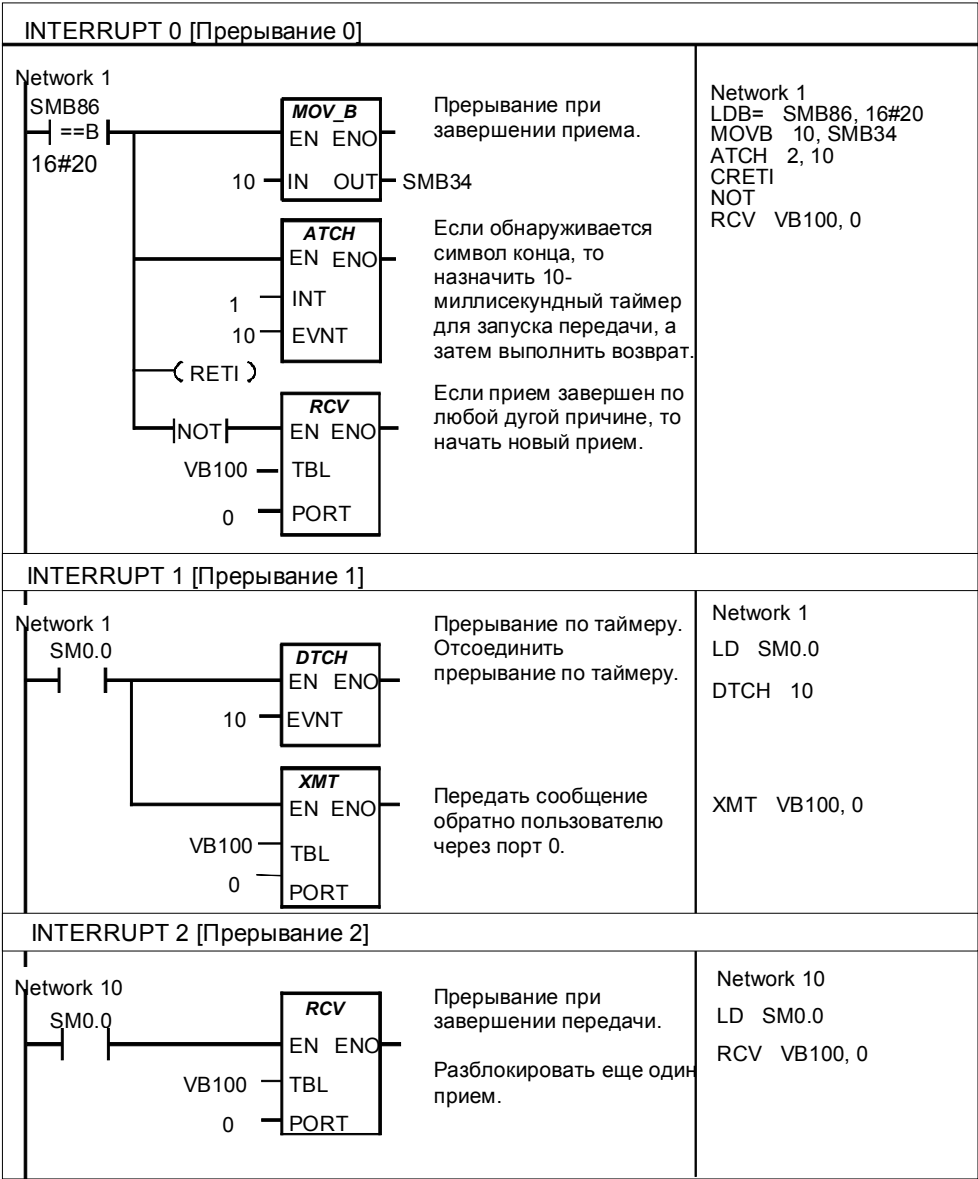 INTERRUPT 0 [Прерывание 0]
Network 1
SMB86
==B
16#20
MOV_B
EN ENO
10 IN OUT SMB34
Прерывание при
завершении приема.
ATCH
EN ENO
1 INT
10 EVNT
Если обнаруживается
символ конца, то
назначить 10-
миллисекундный таймер
для запуска передачи, а
затем выполнить возврат.
RETI
NOT
RCV
EN ENO
VB100 TBL
0 PORT
Если прием завершен по
любой дугой причине, то
начать новый прием.
Network 1
LDB= SMB86, 16#20
MOVB 10, SMB34
ATCH 2, 10
CRETI
NOT
RCV VB100, 0
INTERRUPT 1 [Прерывание 1]
Network 1
SM0.0
DTCH
EN ENO
10 EVNT
Прерывание по таймеру.
Отсоединить
прерывание по таймеру.
XMT
EN ENO
VB100 TBL
0 PORT
Передать сообщение
обратно пользователю
через порт 0.
Network 1
LD SM0.0
DTCH 10
XMT VB100, 0
INTERRUPT 2 [Прерывание 2]
Network 10
SM0.0
RCV
EN ENO
VB100 TBL
0 PORT
Прерывание при
завершении передачи.
Разблокировать еще один
прием.
Network 10
LD SM0.0
RCV VB100, 0